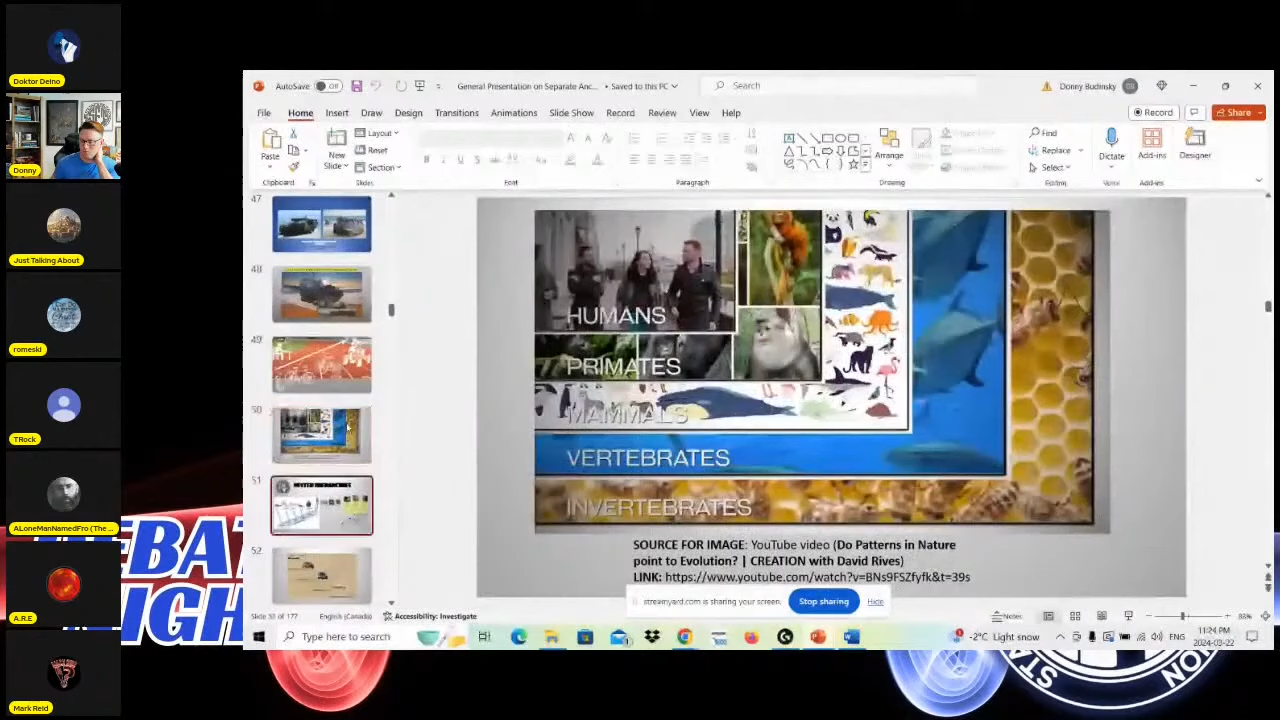 Doktor Deino
Donny
Just Talking About
romeski
TRock
ALoneManNamedFro (The ...
A.R.E
Mark Reid
AutoSave
Off
General Presentation on Separate Anc... • Saved to this PC
Search
Donny Budinsky
File
Home
Insert
Draw
Design
Transitions
Animations
Slide Show
Record
Review
View
Help
Record
Share
Paste
New
Slide
Layout
Reset
Section
Arrange
Find
Replace
Select
Dictate
Add-ins
Designer
Clipboard
Slides
Font
Paragraph
Drawing
Editing
Voice
Add-ins
47
48
49
50
51
52
HUMANS
PRIMATES
MAMMALS
VERTEBRATES
INVERTEBRATES
SOURCE FOR IMAGE: YouTube video (Do Patterns in Nature
point to Evolution? | CREATION with David Rives)
LINK: https://www.youtube.com/watch?v=BNs9FSZfyfk&t=39s
streamyard.com is sharing your screen.
Stop sharing
Hide
English (Canada)
Accessibility: Investigate
Notes
Type here to search
-2°C Light snow
ENG
11:24 PM
2024-03-22